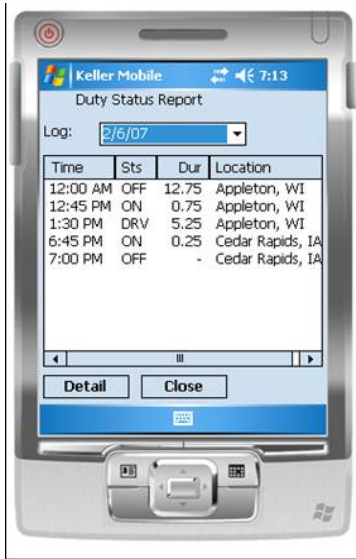 Keller Mobile 7:13
Duty Status Report
Log: 2/6/07
Time Sts Dur Location
12:00 AM OFF 12.75 Appleton, WI
12:45 PM ON 0.75 Appleton, WI
1:30 PM DRV 5.25 Appleton, WI
6:45 PM ON 0.25 Cedar Rapids, IA
7:00 PM OFF - Cedar Rapids, IA
Detail Close